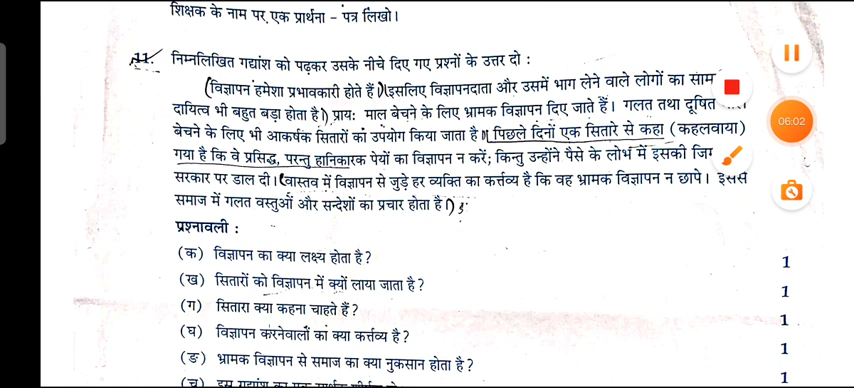 शिक्षक के नाम पर एक प्रार्थना - पत्र लिखो।
11. निम्नलिखित गद्यांश को पढ़कर उसके नीचे दिए गए प्रश्नों के उत्तर दो :
विज्ञापन हमेशा प्रभावकारी होते हैं। इसलिए विज्ञापनदाता और उसमें भाग लेने वाले लोगों का साम
दायित्व भी बहुत बड़ा होता है। प्रायः माल बेचने के लिए भ्रामक विज्ञापन दिए जाते हैं। गलत तथा दूषित
बेचने के लिए भी आकर्षक सितारों का उपयोग किया जाता है। पिछले दिनों एक सितारे से कहा (कहलवाया)
गया है कि वे प्रसिद्ध, परन्तु हानिकारक पेयों का विज्ञापन न करें; किन्तु उन्होंने पैसे के लोभ में इसकी
सरकार पर डाल दी। वास्तव में विज्ञापन से जुड़े हर व्यक्ति का कर्त्तव्य है कि वह भ्रामक विज्ञापन न छापे। इससे
समाज में गलत वस्तुओं और सन्देशों का प्रचार होता है।
प्रश्नावली :
(क) विज्ञापन का क्या लक्ष्य होता है? 1
(ख) सितारों को विज्ञापन में क्यों लाया जाता है? 1
(ग) सितारा क्या कहना चाहते हैं? 1
(घ) विज्ञापन करनेवालों का क्या कर्त्तव्य है? 1
(ङ) भ्रामक विज्ञापन से समाज का क्या नुकसान होता है? 1
06:02